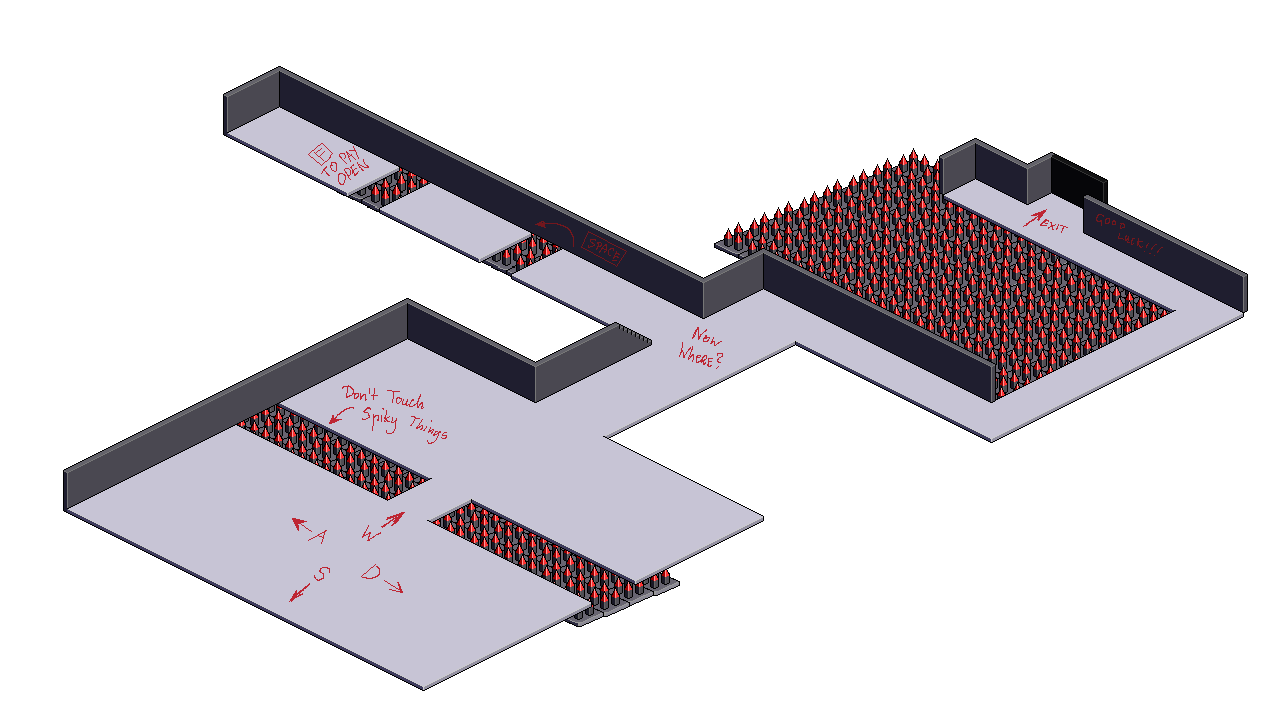 E
TO PAY
OPEN
SPACE
GOOD
LUCK!!!
EXIT
NOW
WHERE?
Don't Touch
Spiky Things
A W
S D